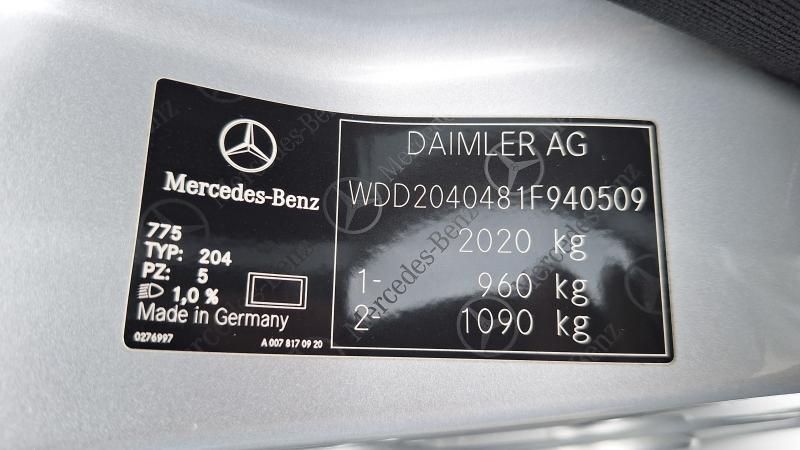 Mercedes-Benz
775
TYP: 204
PZ: 5
1,0 %
Made in Germany
0276997
A 007 817 09 20
DAIMLER AG
WDD2040481F940509
2020 kg
1- 960 kg
2- 1090 kg